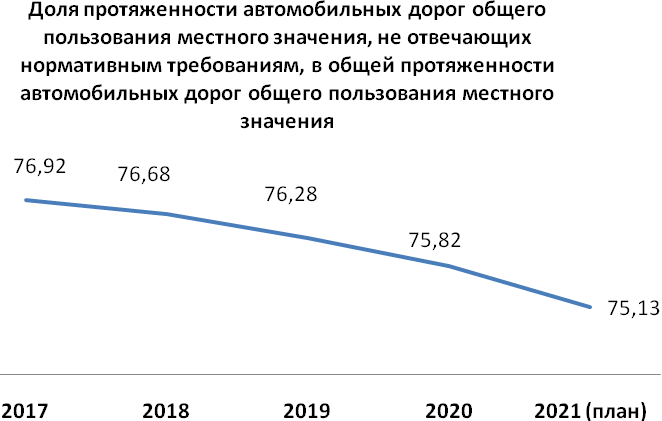 Доля протяженности автомобильных дорог общего
пользования местного значения, не отвечающих
нормативным требованиям, в общей протяженности
автомобильных дорог общего пользования местного
значения
76,92
76,68
76,28
75,82
75,13
2017 2018 2019 2020 2021 (план)